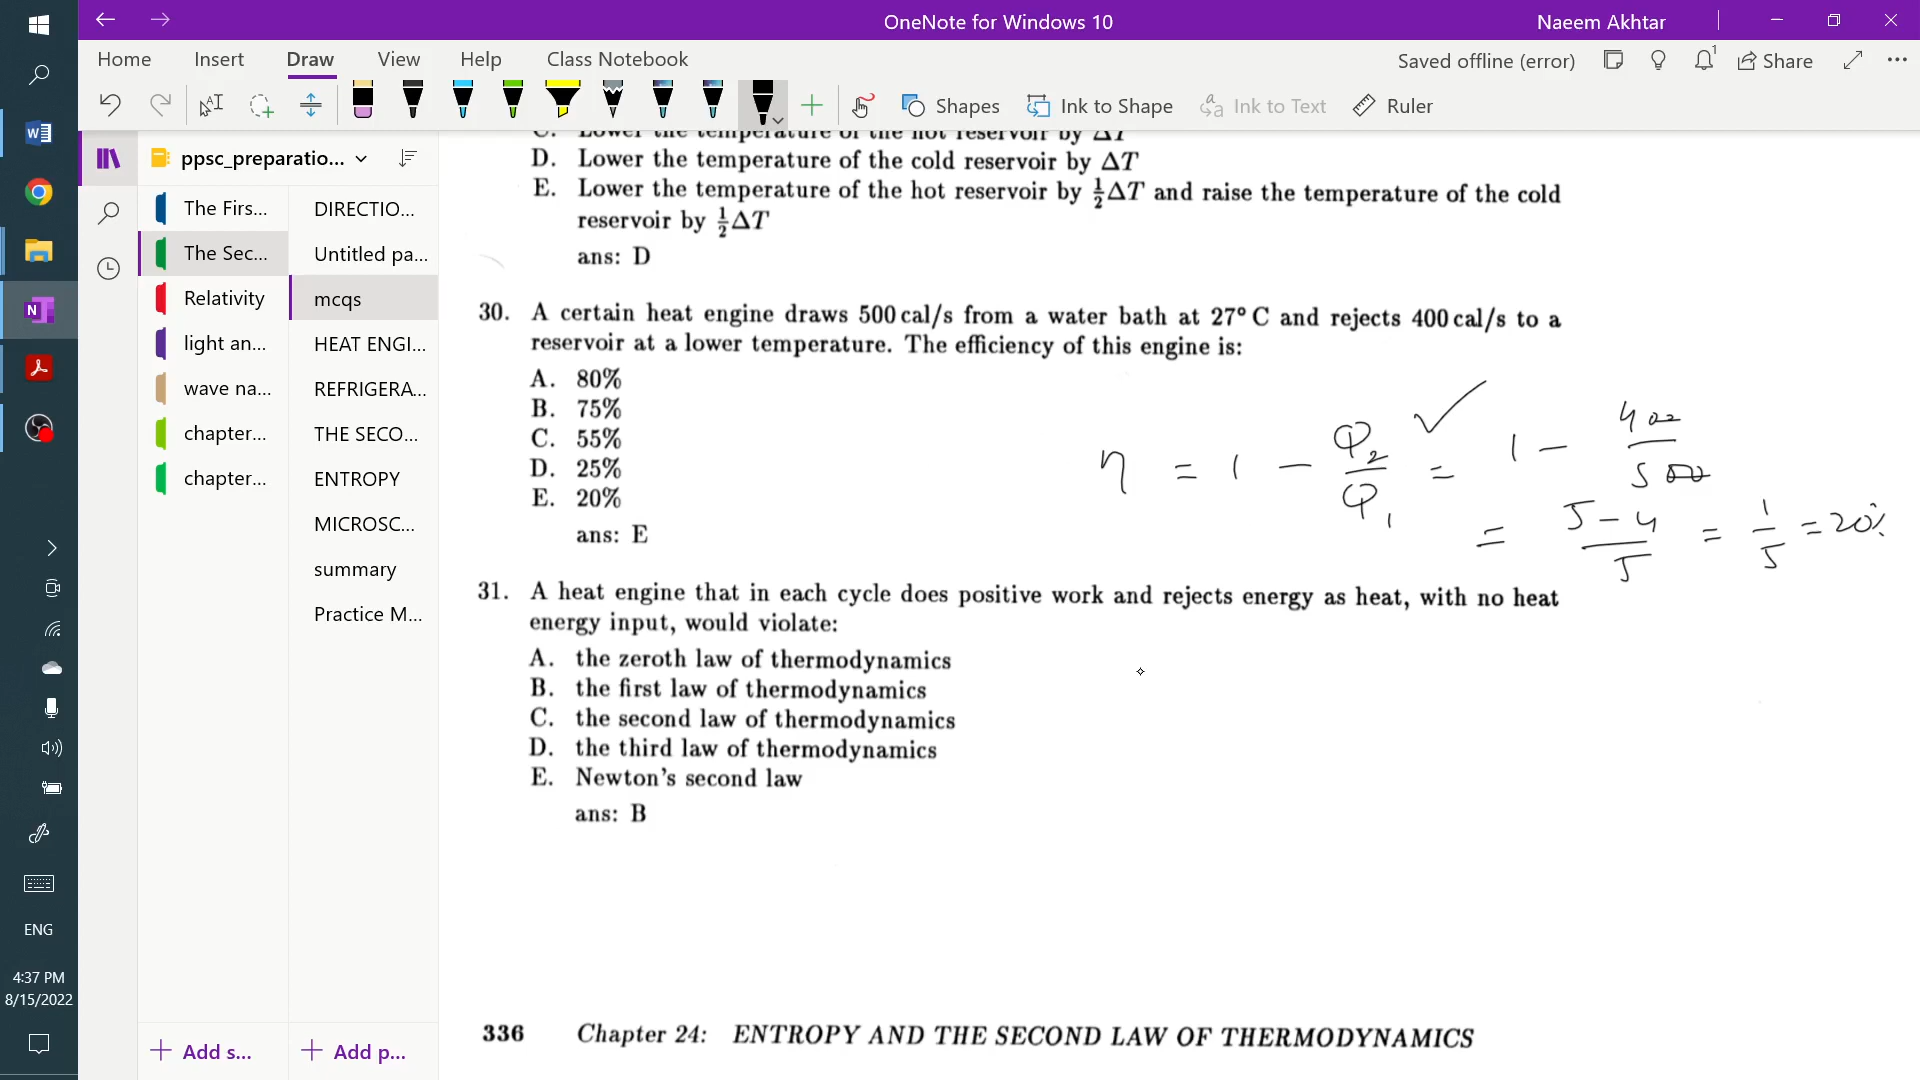 OneNote for Windows 10
Naeem Akhtar
Home Insert Draw View Help Class Notebook
Saved offline (error) 1 Share
Shapes Ink to Shape Ink to Text Ruler
ppsc_preparatio...
The Firs...
The Sec...
Relativity
light an...
wave na...
chapter...
chapter...
Add s...
DIRECTIO...
Untitled pa...
mcqs
HEAT ENGI...
REFRIGERA...
THE SECO...
ENTROPY
MICROSC...
summary
Practice M...
Add p...
C. Lower the temperature of the hot reservoir by ΔT
D. Lower the temperature of the cold reservoir by ΔT
E. Lower the temperature of the hot reservoir by ½ΔT and raise the temperature of the cold
reservoir by ½ΔT
ans: D
30. A certain heat engine draws 500 cal/s from a water bath at 27° C and rejects 400 cal/s to a
reservoir at a lower temperature. The efficiency of this engine is:
A. 80%
B. 75%
C. 55%
D. 25%
E. 20%
ans: E
η = 1 − Q2/Q1 = 1 − 400/500
= 5−4/5 = 1/5 = 20%
31. A heat engine that in each cycle does positive work and rejects energy as heat, with no heat
energy input, would violate:
A. the zeroth law of thermodynamics
B. the first law of thermodynamics
C. the second law of thermodynamics
D. the third law of thermodynamics
E. Newton's second law
ans: B
336 Chapter 24: ENTROPY AND THE SECOND LAW OF THERMODYNAMICS
ENG
4:37 PM
8/15/2022